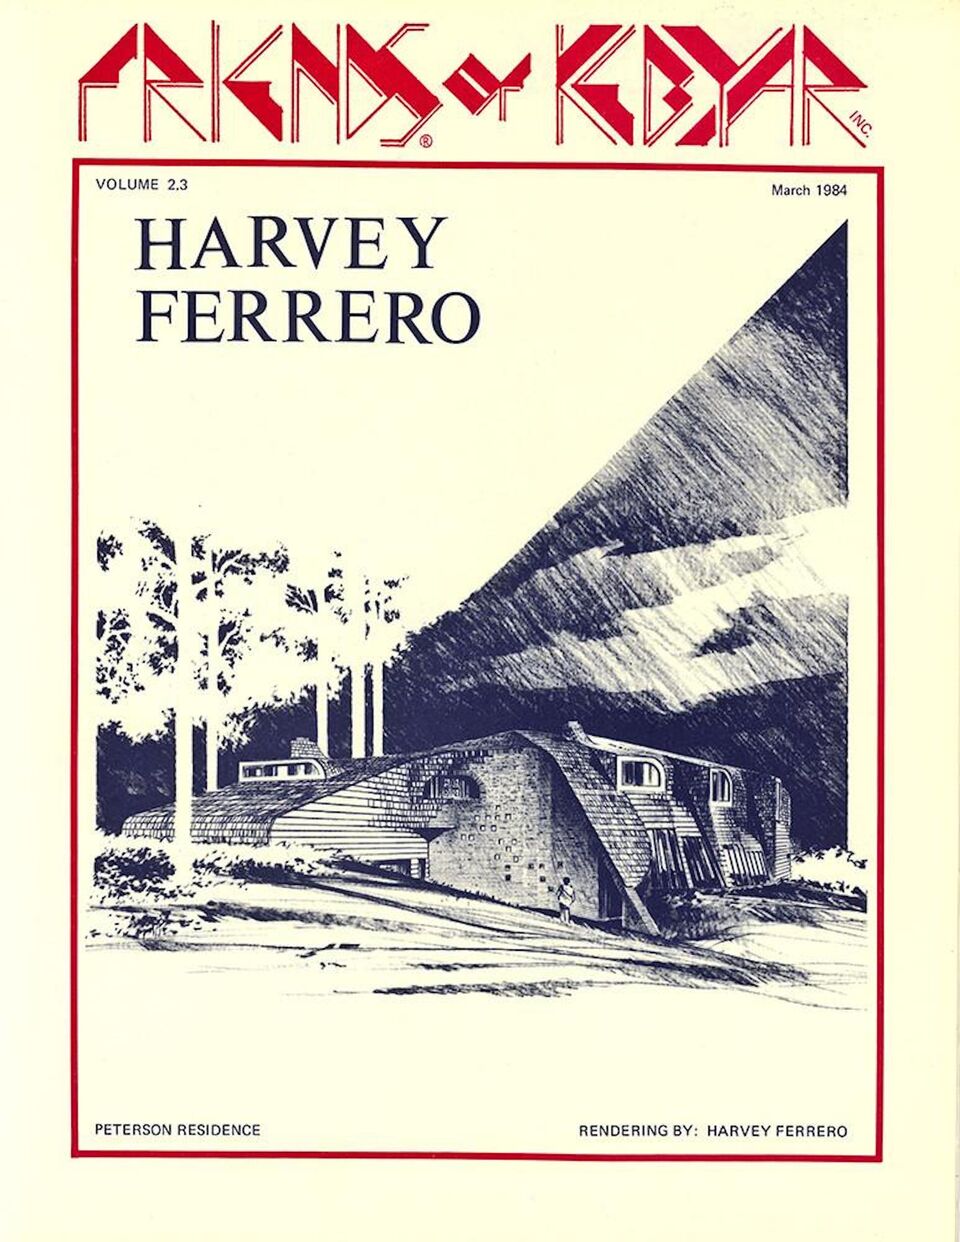 FRIENDS OF KEBYAR INC.
®
VOLUME 2.3
March 1984
HARVEY
FERRERO
PETERSON RESIDENCE
RENDERING BY: HARVEY FERRERO